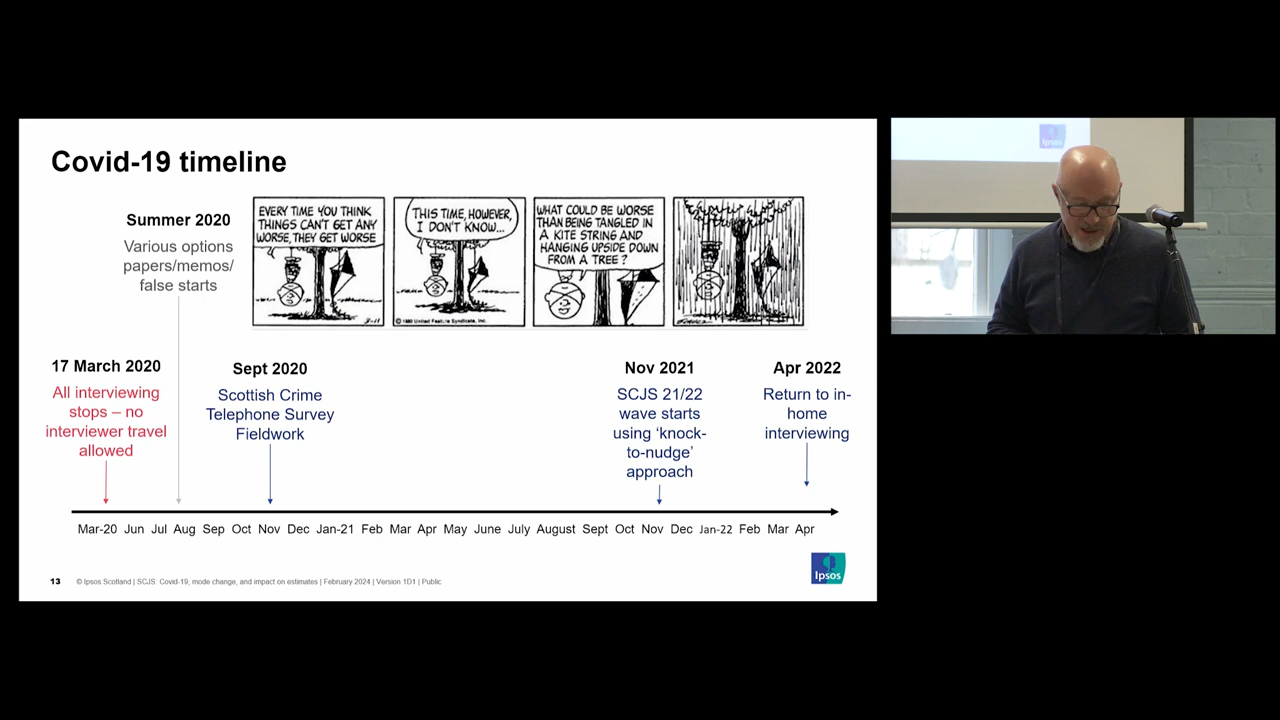 Covid-19 timeline
Summer 2020
Various options
papers/memos/
false starts
EVERY TIME YOU THINK
THINGS CAN'T GET ANY
WORSE, THEY GET WORSE
3-11
THIS TIME, HOWEVER,
I DON'T KNOW...
© 1980 United Feature Syndicate, Inc.
WHAT COULD BE WORSE
THAN BEING TANGLED IN
A KITE STRING AND
HANGING UPSIDE DOWN
FROM A TREE?
17 March 2020
All interviewing
stops – no
interviewer travel
allowed
Sept 2020
Scottish Crime
Telephone Survey
Fieldwork
Nov 2021
SCJS 21/22
wave starts
using ‘knock-
to-nudge’
approach
Apr 2022
Return to in-
home
interviewing
Mar-20 Jun Jul Aug Sep Oct Nov Dec Jan-21 Feb Mar Apr May June July August Sept Oct Nov Dec Jan-22 Feb Mar Apr
13 © Ipsos Scotland | SCJS: Covid-19, mode change, and impact on estimates | February 2024 | Version 1D1 | Public
Ipsos
Ipsos